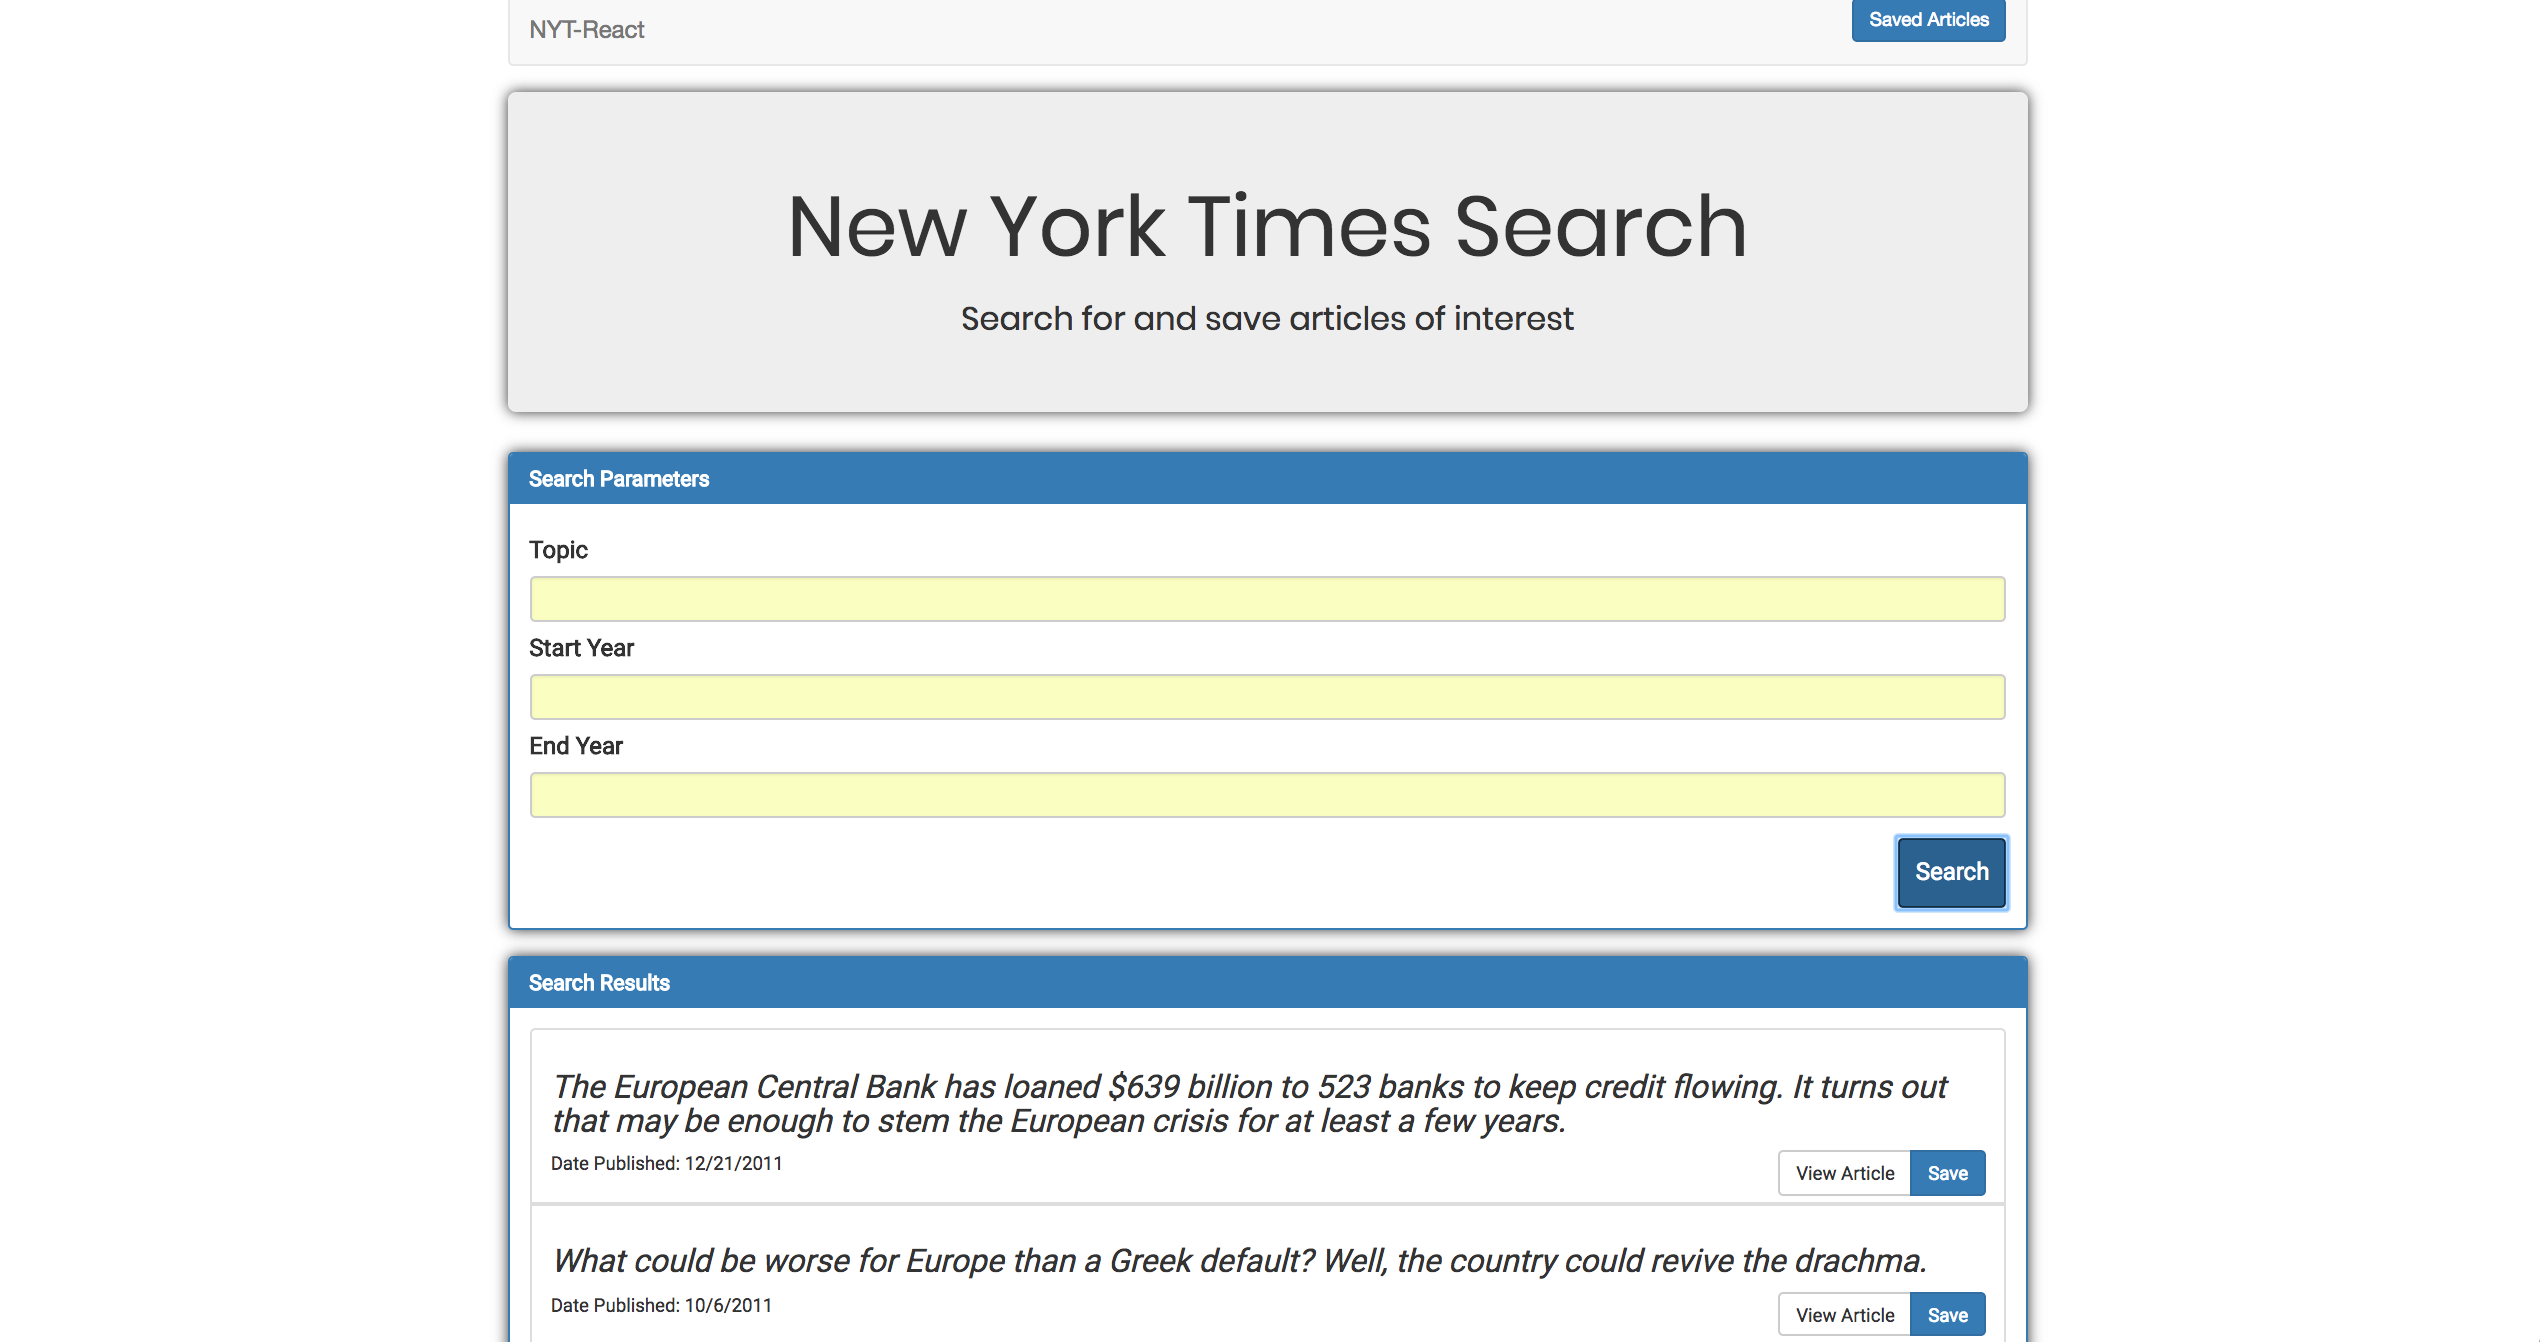 NYT-React
Saved Articles
New York Times Search
Search for and save articles of interest
Search Parameters
Topic
Start Year
End Year
Search
Search Results
The European Central Bank has loaned $639 billion to 523 banks to keep credit flowing. It turns out
that may be enough to stem the European crisis for at least a few years.
Date Published: 12/21/2011
View Article
Save
What could be worse for Europe than a Greek default? Well, the country could revive the drachma.
Date Published: 10/6/2011
View Article
Save